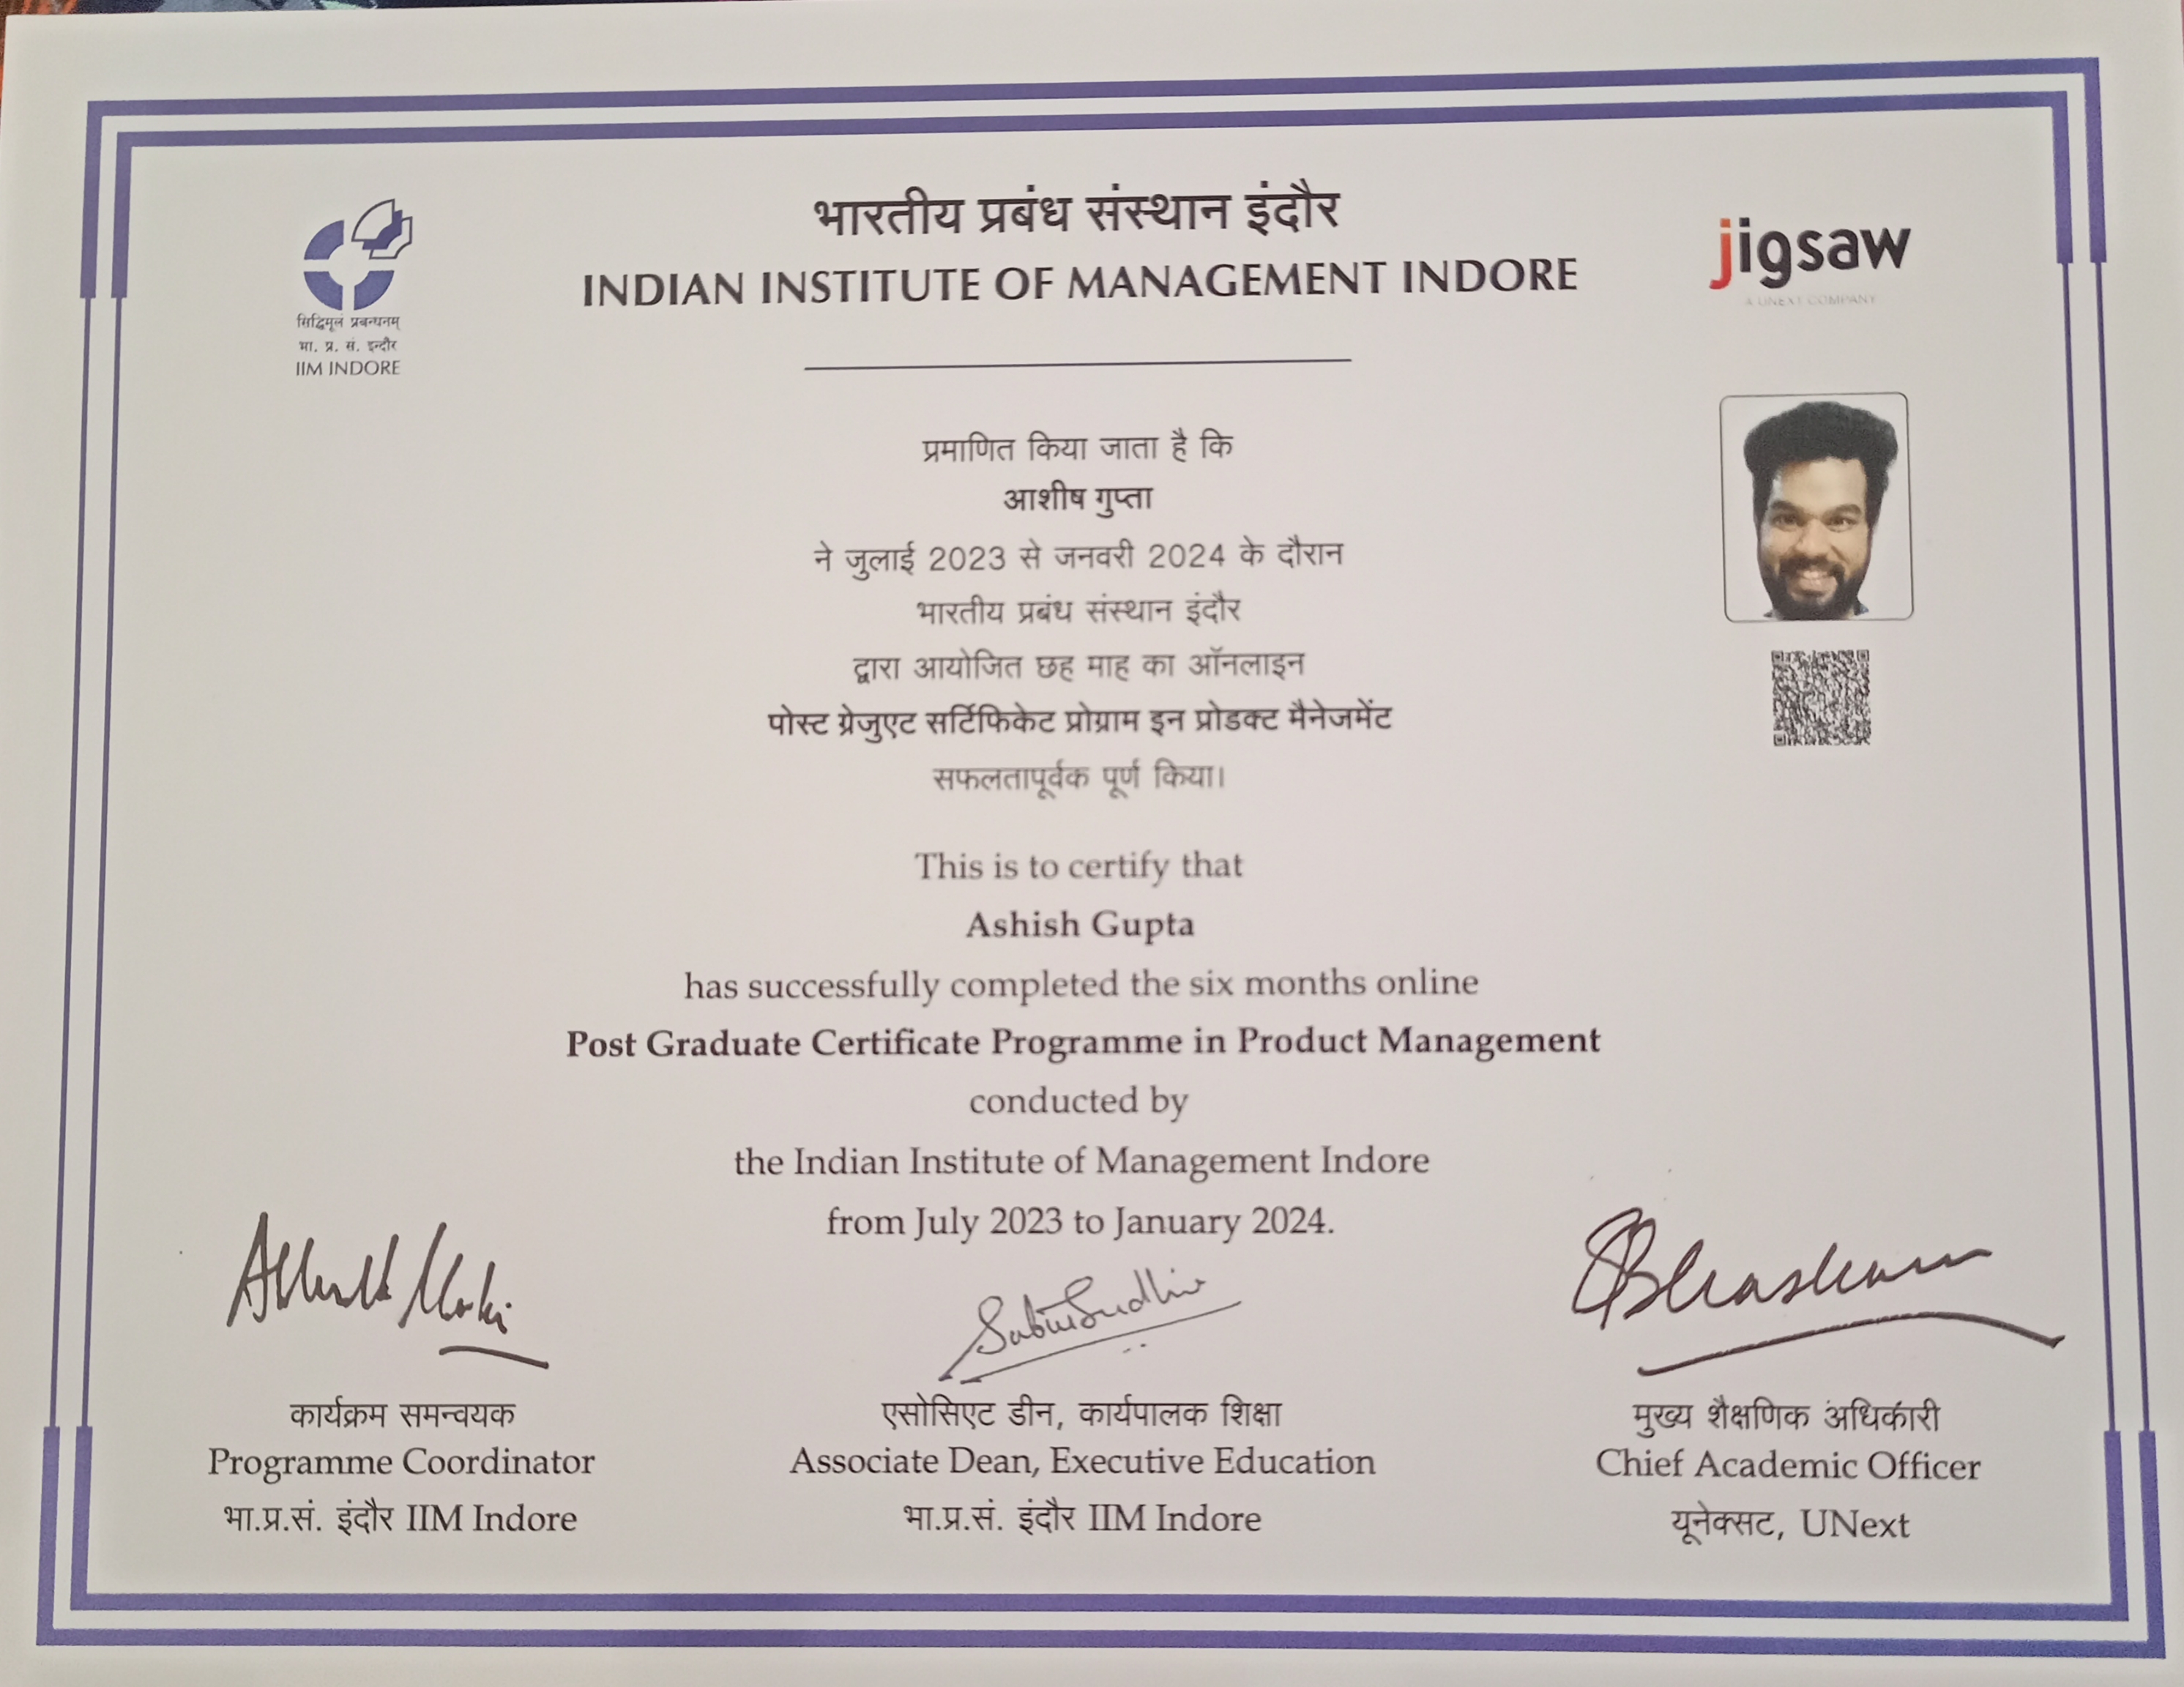 भारतीय प्रबंध संस्थान इंदौर
INDIAN INSTITUTE OF MANAGEMENT INDORE
सिद्धिमूलं प्रबन्धनम्
भा. प्र. सं. इन्दौर
IIM INDORE
jigsaw
A UNEXT COMPANY
प्रमाणित किया जाता है कि
आशीष गुप्ता
ने जुलाई 2023 से जनवरी 2024 के दौरान
भारतीय प्रबंध संस्थान इंदौर
द्वारा आयोजित छह माह का ऑनलाइन
पोस्ट ग्रेजुएट सर्टिफिकेट प्रोग्राम इन प्रोडक्ट मैनेजमेंट
सफलतापूर्वक पूर्ण किया।
This is to certify that
Ashish Gupta
has successfully completed the six months online
Post Graduate Certificate Programme in Product Management
conducted by
the Indian Institute of Management Indore
from July 2023 to January 2024.
कार्यक्रम समन्वयक
Programme Coordinator
भा.प्र.सं. इंदौर IIM Indore
एसोसिएट डीन, कार्यपालक शिक्षा
Associate Dean, Executive Education
भा.प्र.सं. इंदौर IIM Indore
मुख्य शैक्षणिक अधिकारी
Chief Academic Officer
यूनेक्सट, UNext